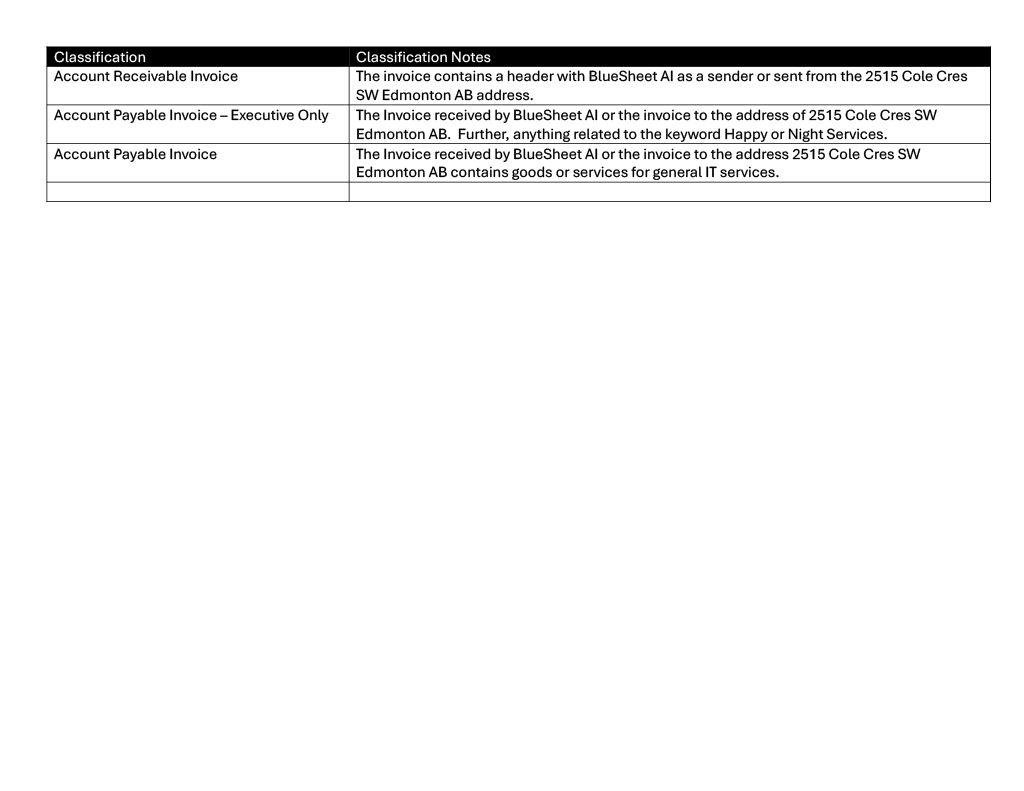 Classification
Classification Notes
Account Receivable Invoice
The invoice contains a header with BlueSheet AI as a sender or sent from the 2515 Cole Cres
SW Edmonton AB address.
Account Payable Invoice – Executive Only
The Invoice received by BlueSheet AI or the invoice to the address of 2515 Cole Cres SW
Edmonton AB.  Further, anything related to the keyword Happy or Night Services.
Account Payable Invoice
The Invoice received by BlueSheet AI or the invoice to the address 2515 Cole Cres SW
Edmonton AB contains goods or services for general IT services.